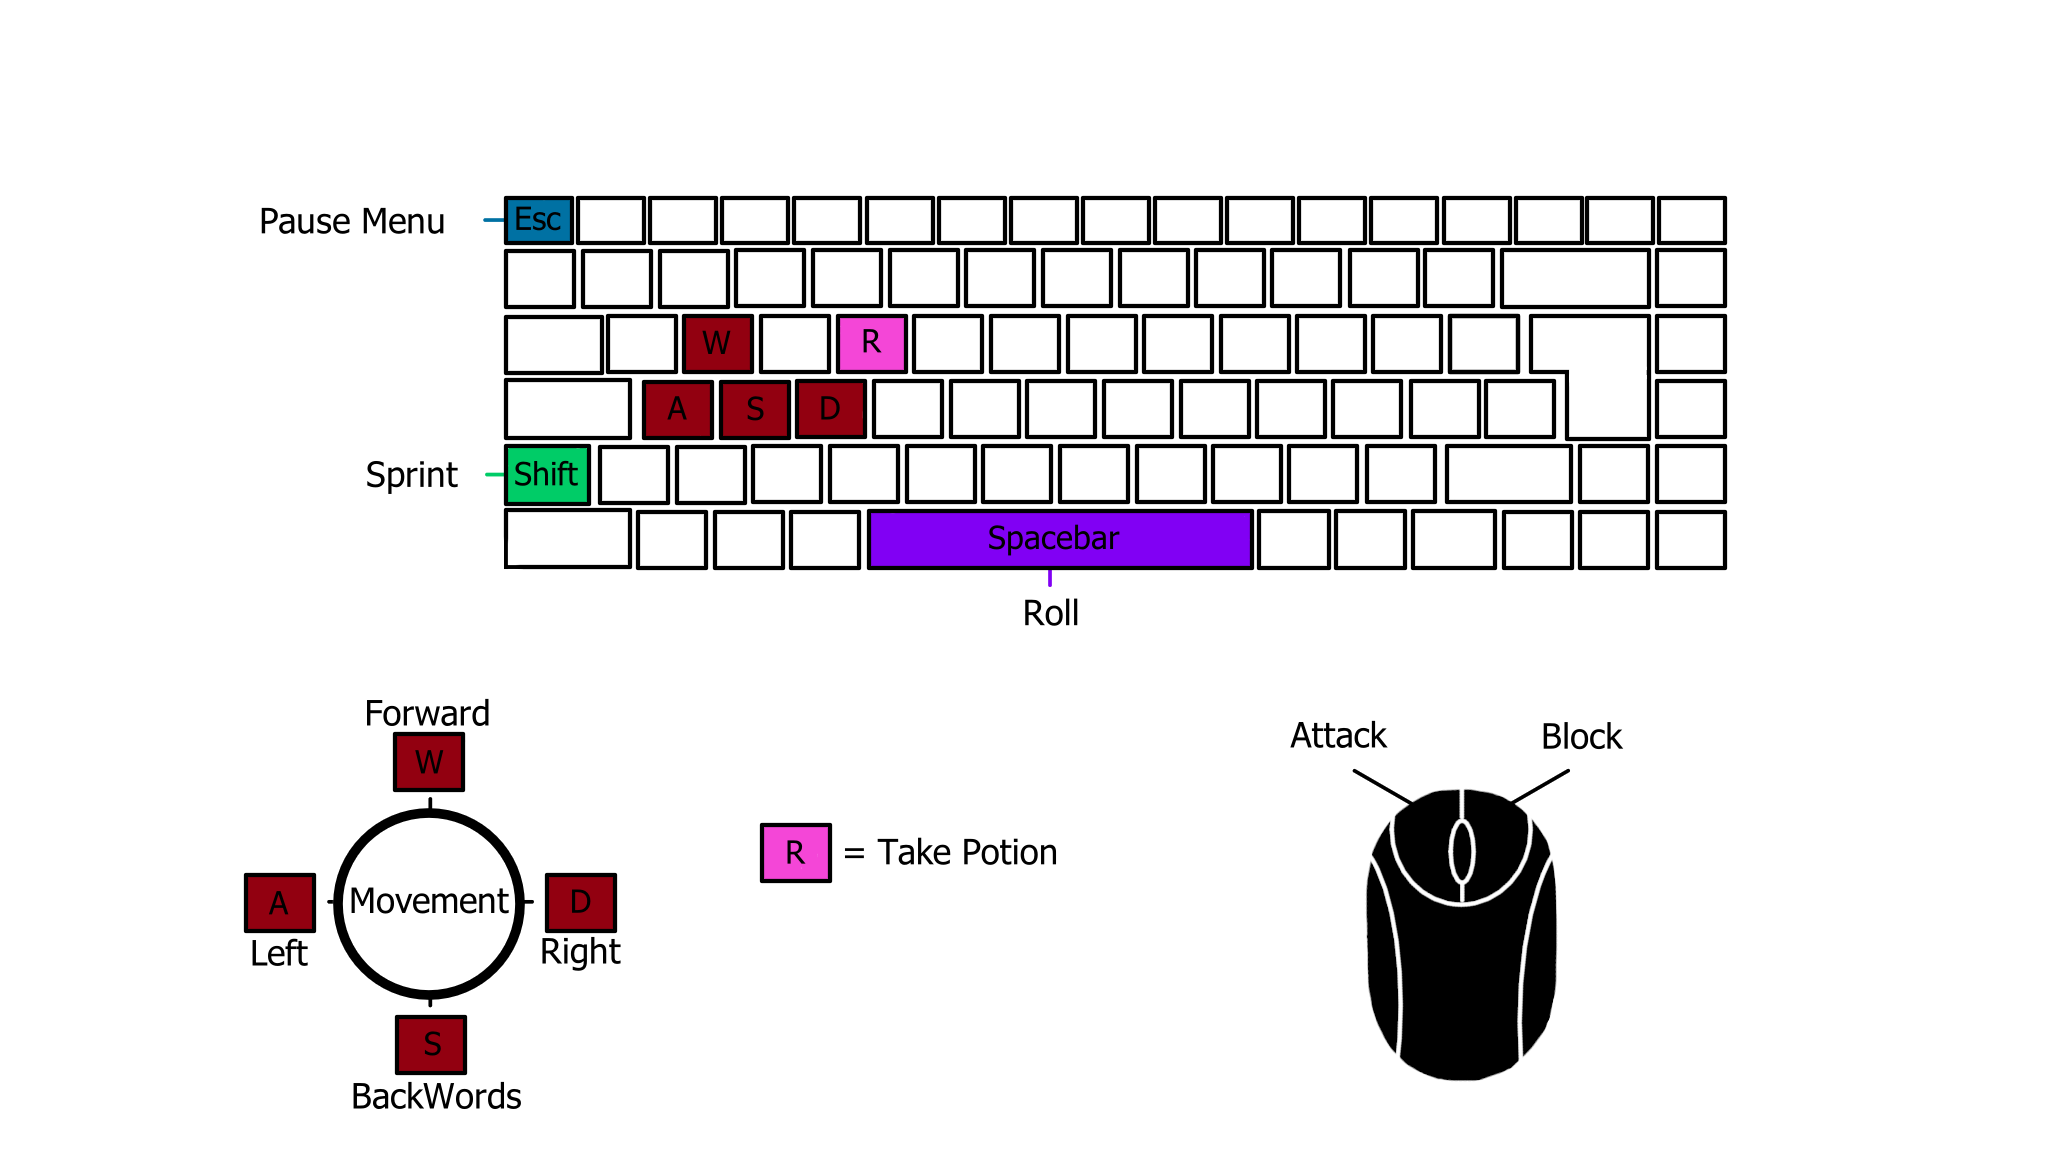 Pause Menu
Esc
W
R
A
S
D
Sprint
Shift
Spacebar
Roll
Forward
W
A
Movement
D
Left
Right
S
BackWords
R
= Take Potion
Attack
Block